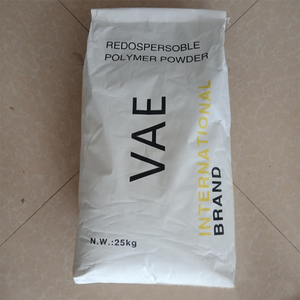 REDOSPERSOBLE
POLYMER POWDER
VAE
INTERNATIONAL
BRAND
N.W.:25kg